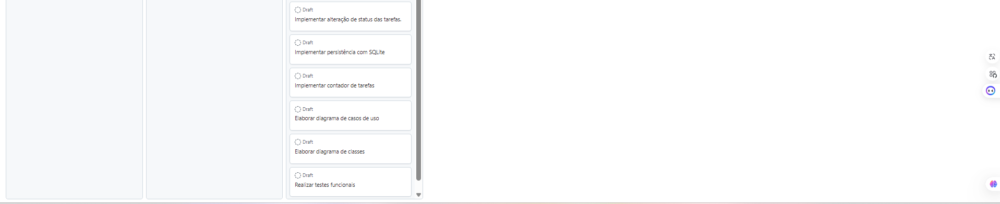 Draft
Implementar alteração de status das tarefas.
Draft
Implementar persistência com SQLite
Draft
Implementar contador de tarefas
Draft
Elaborar diagrama de casos de uso
Draft
Elaborar diagrama de classes
Draft
Realizar testes funcionais